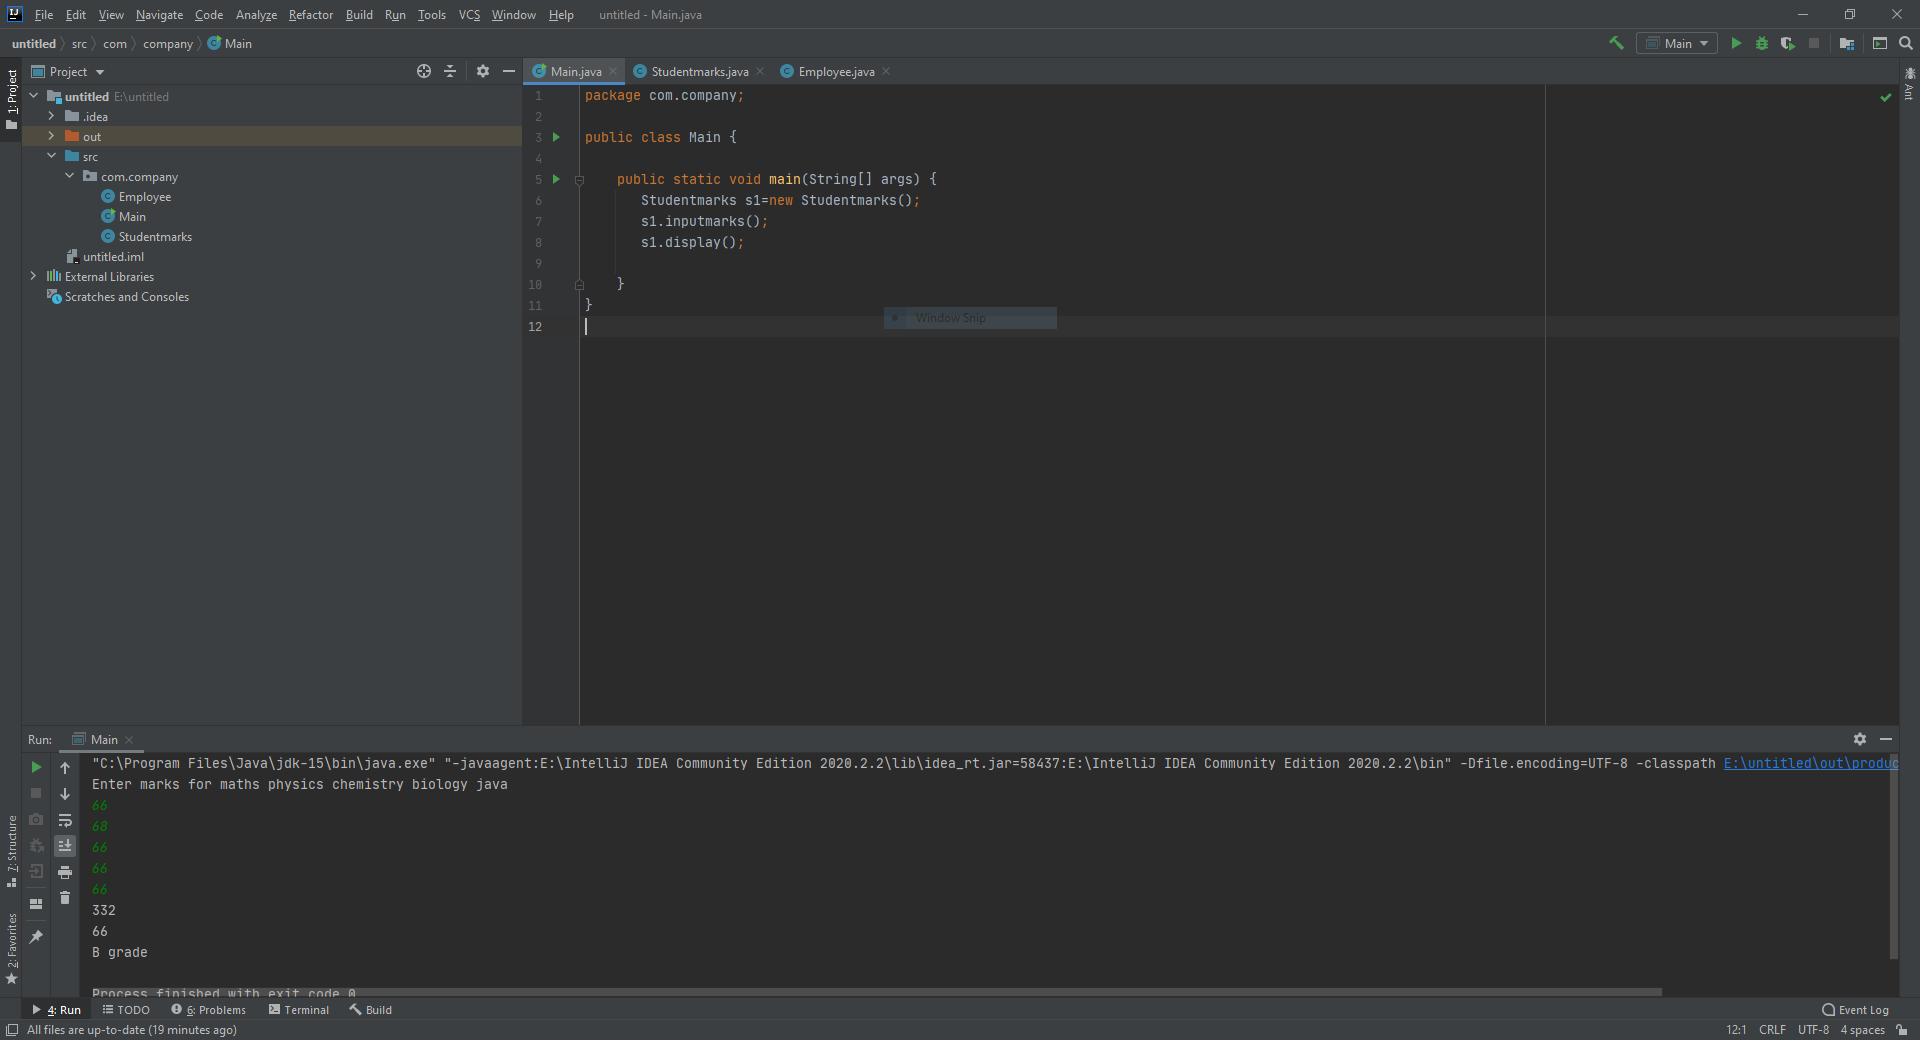 File Edit View Navigate Code Analyze Refactor Build Run Tools VCS Window Help untitled - Main.java
untitled src com company Main
Main
1: Project
Project
Main.java Studentmarks.java Employee.java
Ant
untitled E:\untitled
.idea
out
src
com.company
Employee
Main
Studentmarks
untitled.iml
External Libraries
Scratches and Consoles
1 package com.company;
2
3 public class Main {
4
5 public static void main(String[] args) {
6 Studentmarks s1=new Studentmarks();
7 s1.inputmarks();
8 s1.display();
9
10 }
11 }
12
Window Snip
Run: Main
"C:\Program Files\Java\jdk-15\bin\java.exe" "-javaagent:E:\IntelliJ IDEA Community Edition 2020.2.2\lib\idea_rt.jar=58437:E:\IntelliJ IDEA Community Edition 2020.2.2\bin" -Dfile.encoding=UTF-8 -classpath E:\untitled\out\produc
Enter marks for maths physics chemistry biology java
66
68
66
66
66
332
66
B grade
Process finished with exit code 0
7: Structure
2: Favorites
4: Run TODO 6: Problems Terminal Build Event Log
All files are up-to-date (19 minutes ago) 12:1 CRLF UTF-8 4 spaces